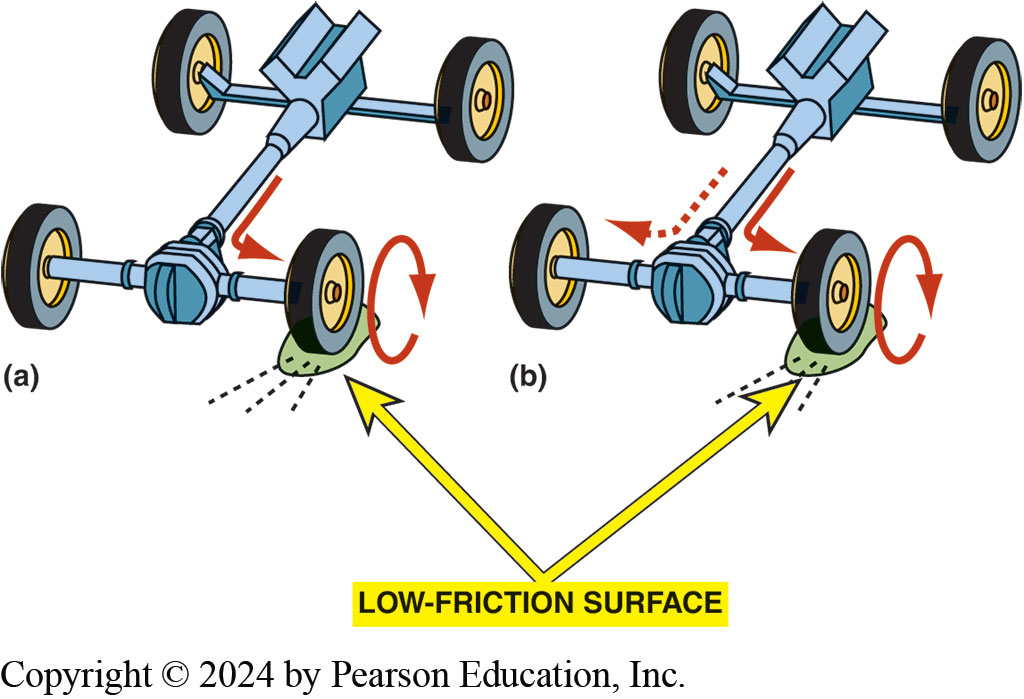 (a)
(b)
LOW-FRICTION SURFACE
Copyright © 2024 by Pearson Education, Inc.